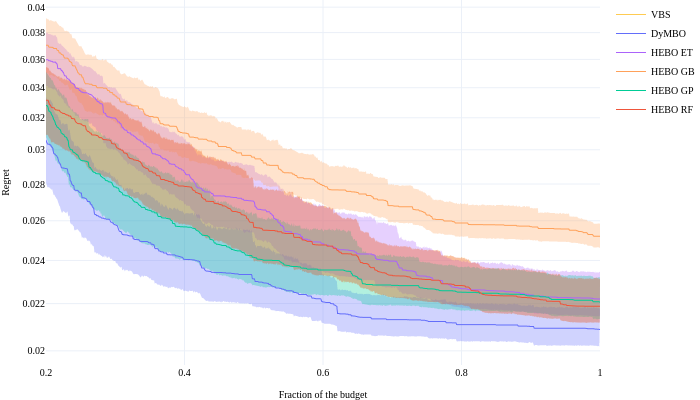 0.04
0.038
0.036
0.034
0.032
0.03
0.028
0.026
0.024
0.022
0.02
Regret
0.2
0.4
0.6
0.8
1
Fraction of the budget
VBS
DyMBO
HEBO ET
HEBO GB
HEBO GP
HEBO RF